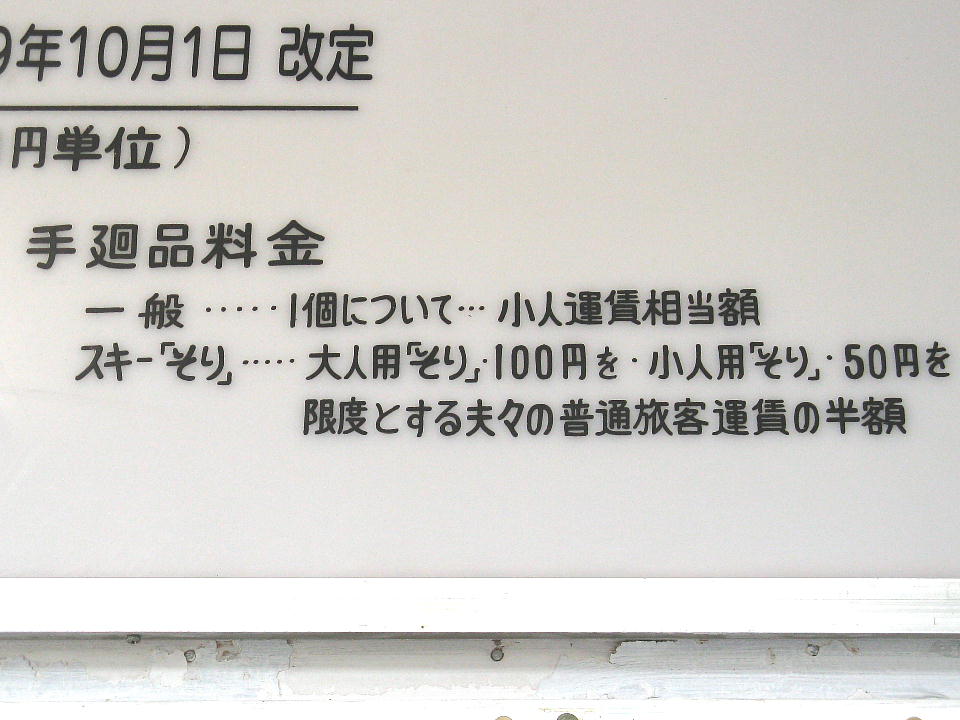 9年10月1日 改定
円単位)
手廻品料金
一般 ‥‥‥1個について… 小人運賃相当額
スキー「そり」‥‥‥ 大人用「そり」・100円を・小人用「そり」・50円を
限度とする夫々の普通旅客運賃の半額